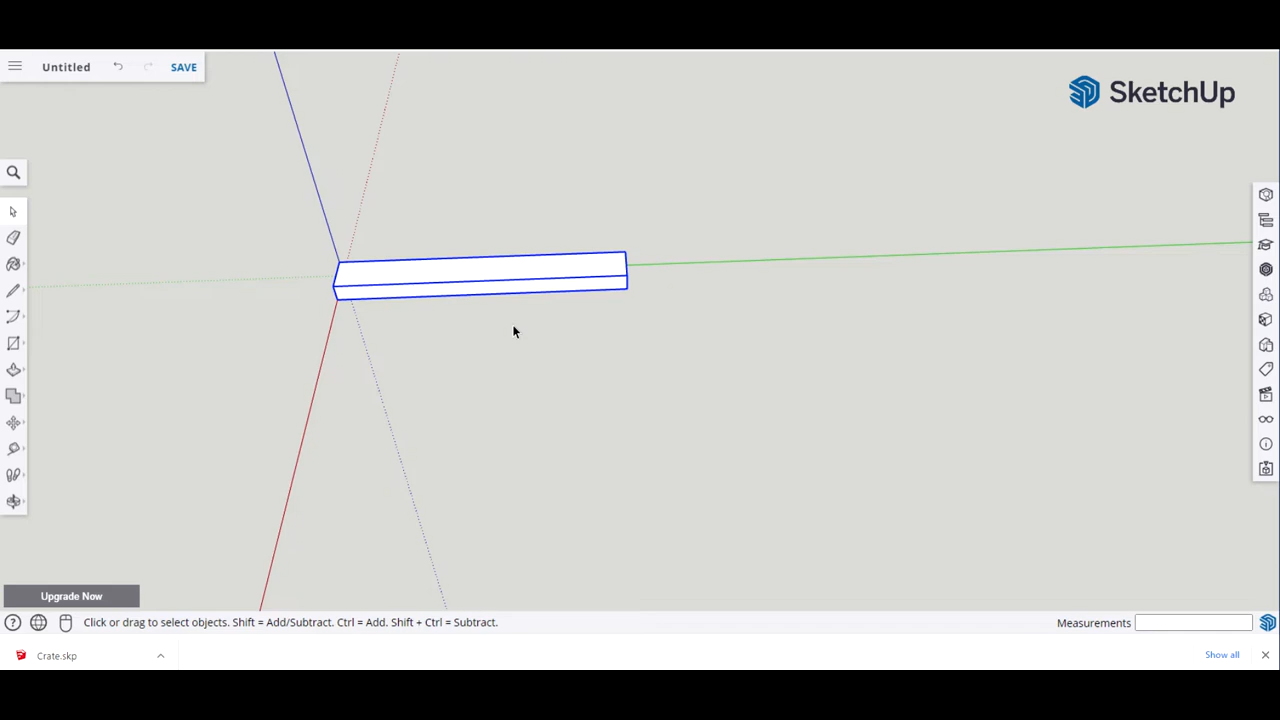 Untitled
SAVE
SketchUp
Upgrade Now
Click or drag to select objects. Shift = Add/Subtract. Ctrl = Add. Shift + Ctrl = Subtract.
Measurements
Crate.skp
Show all